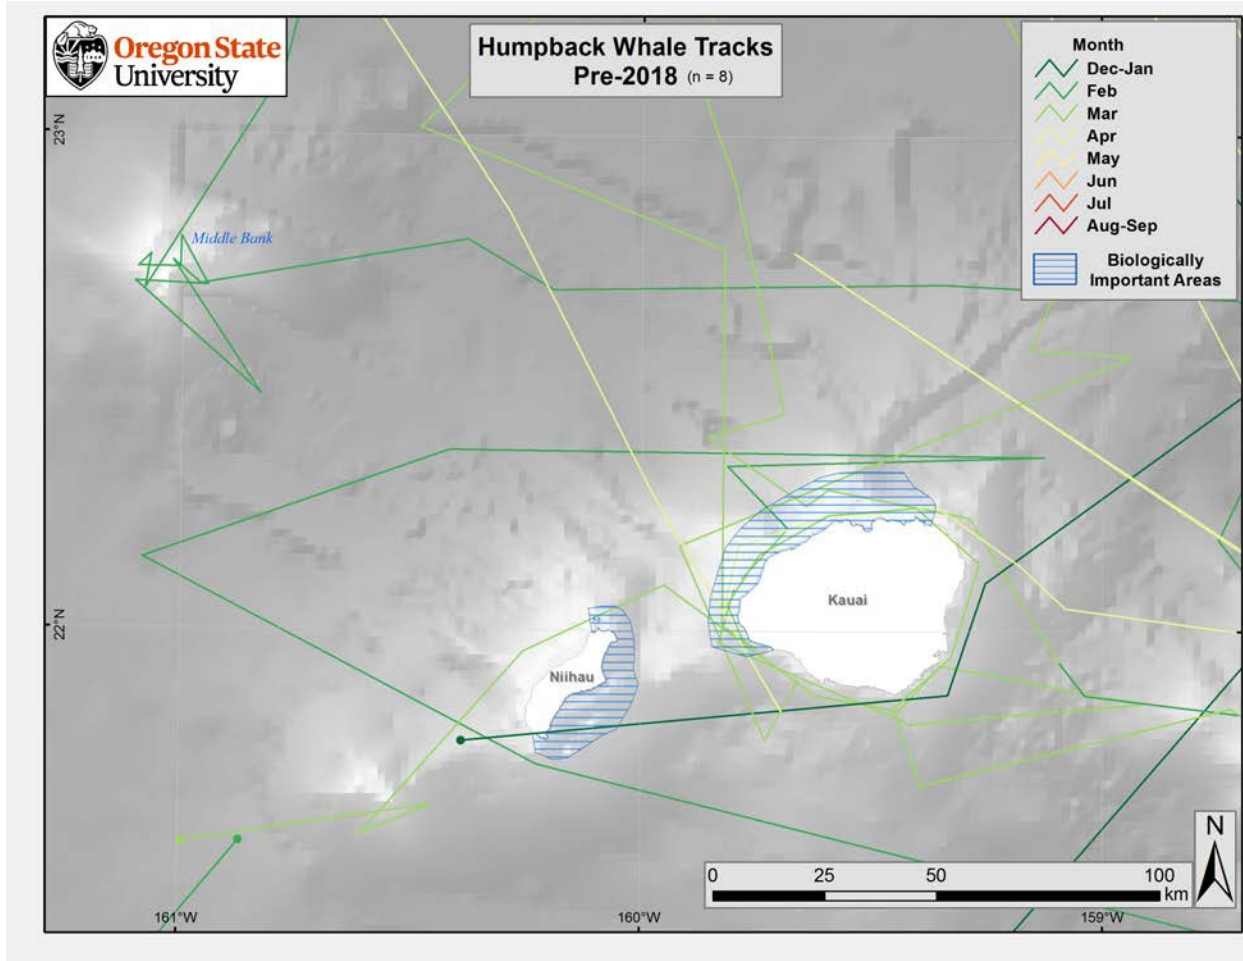 Oregon State
University
Humpback Whale Tracks
Pre-2018 (n = 8)
Month
Dec-Jan
Feb
Mar
Apr
May
Jun
Jul
Aug-Sep
Biologically
Important Areas
23°N
Middle Bank
22°N
Kauai
Niihau
N
0 25 50 100
km
161°W 160°W 159°W